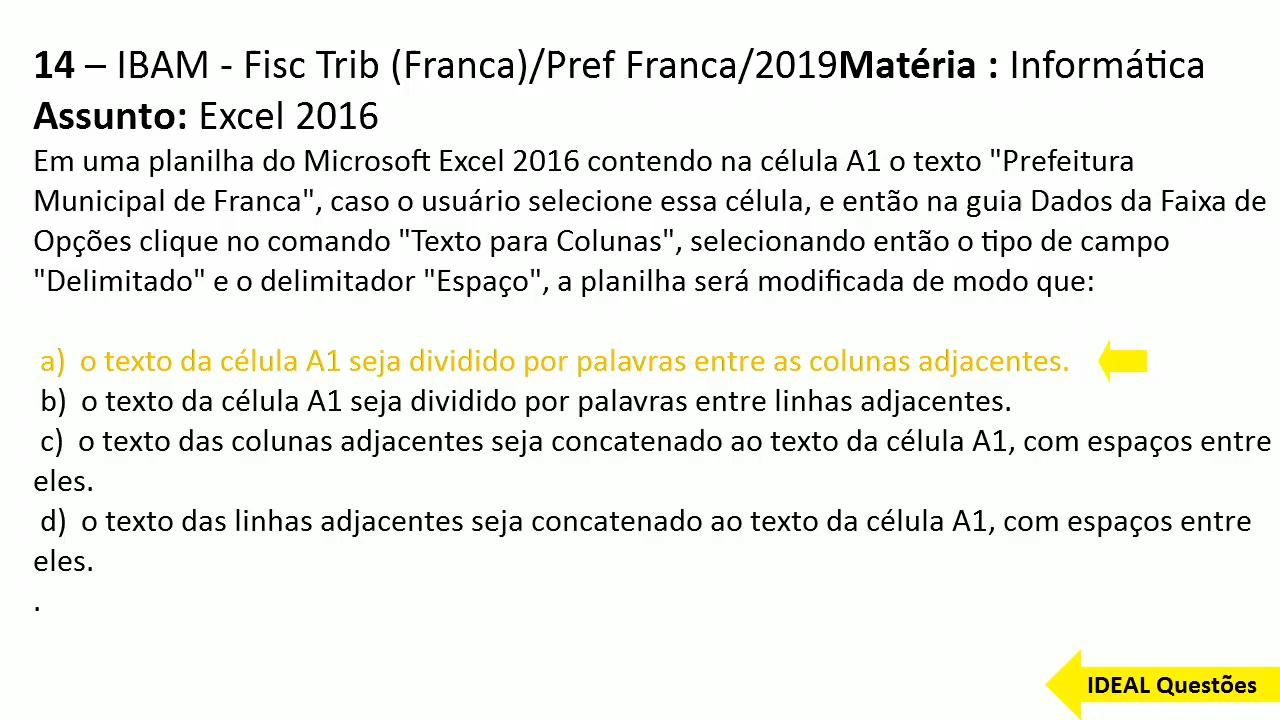 14 – IBAM - Fisc Trib (Franca)/Pref Franca/2019Matéria : Informática
Assunto: Excel 2016
Em uma planilha do Microsoft Excel 2016 contendo na célula A1 o texto "Prefeitura
Municipal de Franca", caso o usuário selecione essa célula, e então na guia Dados da Faixa de
Opções clique no comando "Texto para Colunas", selecionando então o tipo de campo
"Delimitado" e o delimitador "Espaço", a planilha será modificada de modo que:
a) o texto da célula A1 seja dividido por palavras entre as colunas adjacentes.
b) o texto da célula A1 seja dividido por palavras entre linhas adjacentes.
c) o texto das colunas adjacentes seja concatenado ao texto da célula A1, com espaços entre
eles.
d) o texto das linhas adjacentes seja concatenado ao texto da célula A1, com espaços entre
eles.
.
IDEAL Questões